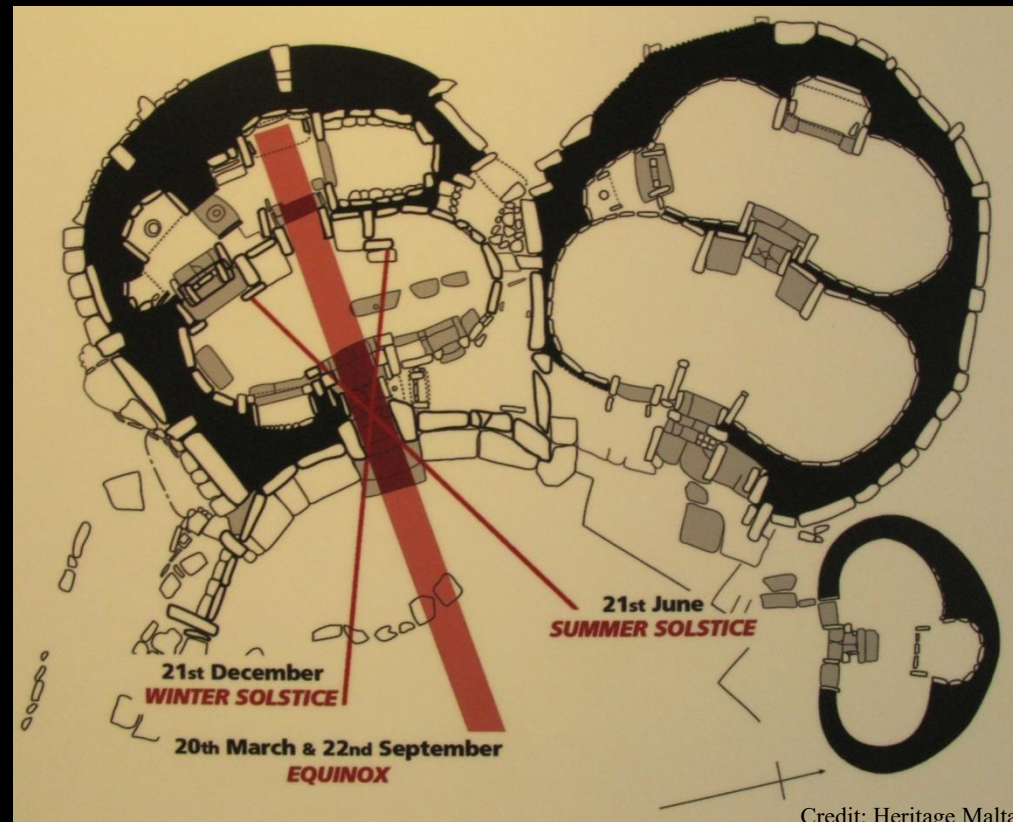 21st June
SUMMER SOLSTICE
21st December
WINTER SOLSTICE
20th March & 22nd September
EQUINOX
Credit: Heritage Malta